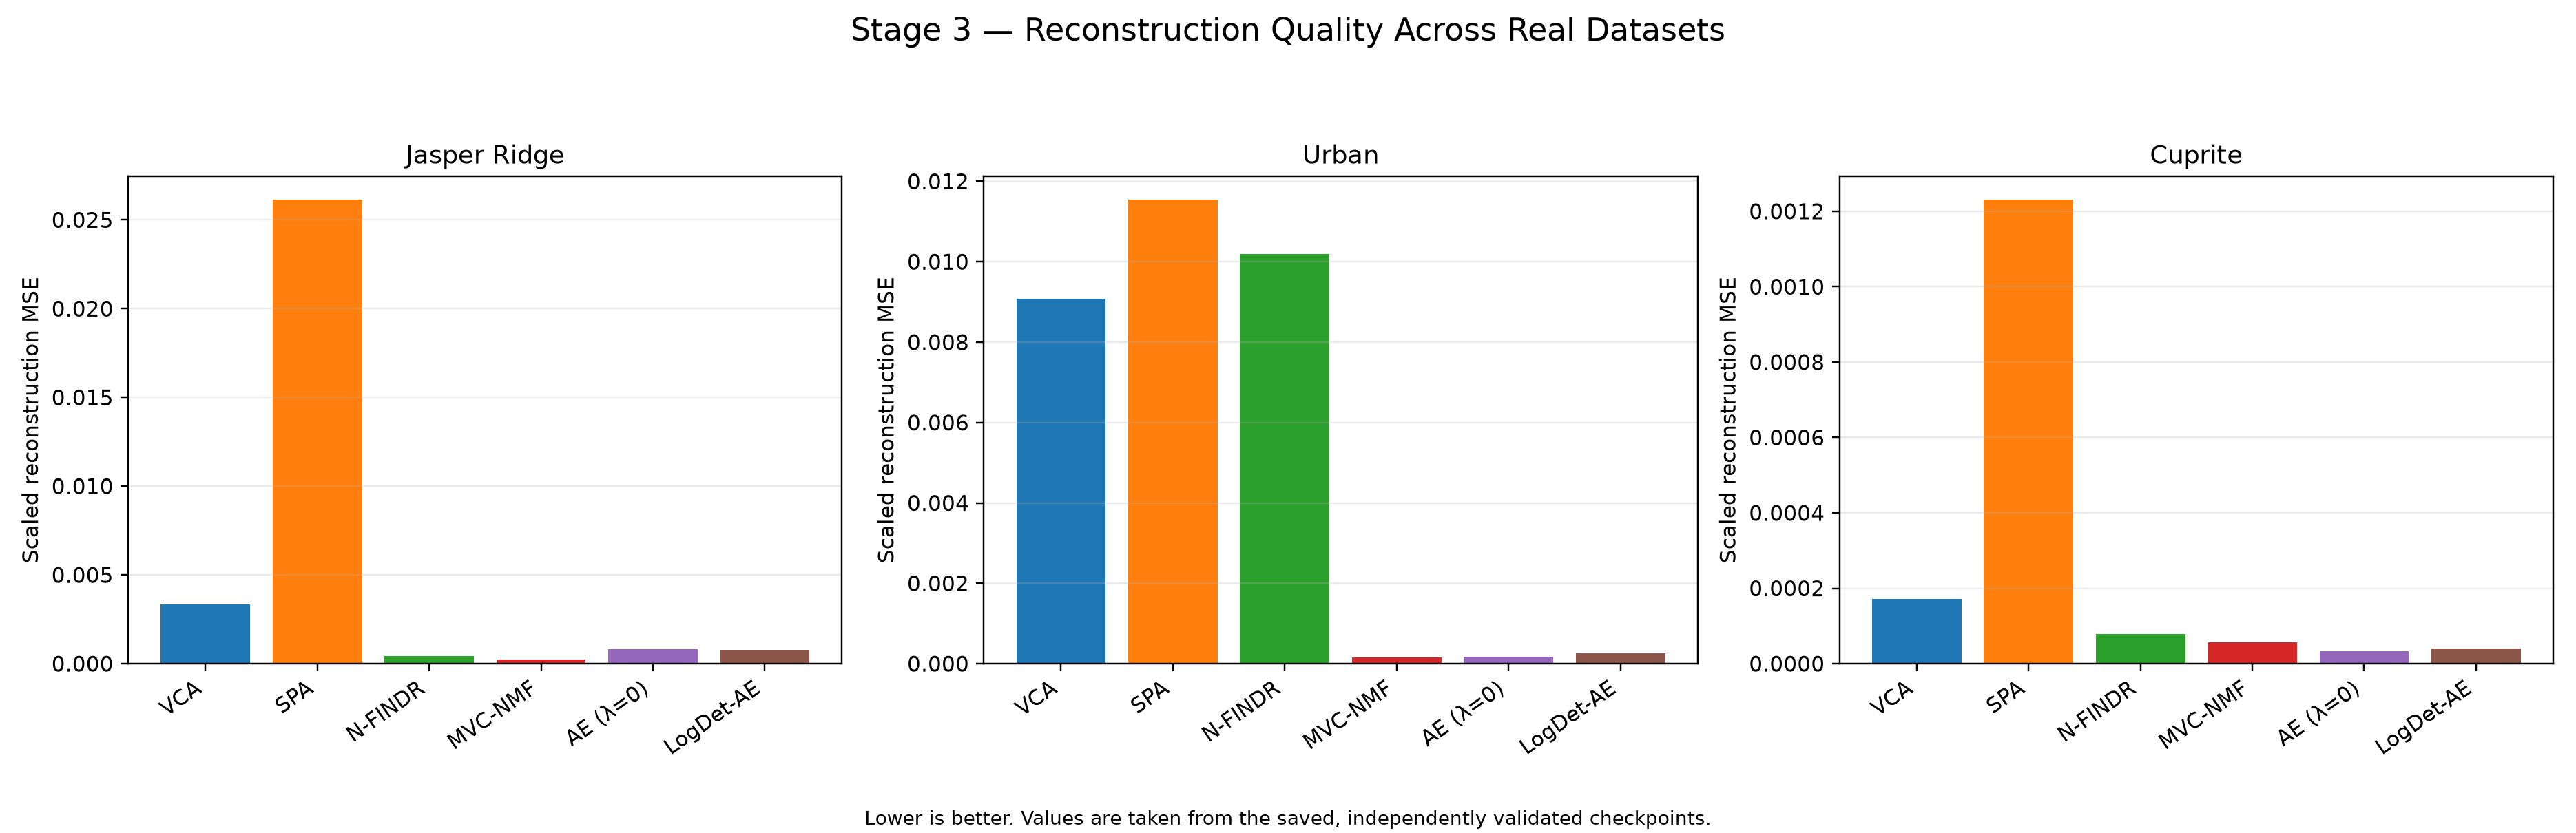 Stage 3 — Reconstruction Quality Across Real Datasets
Jasper Ridge
Scaled reconstruction MSE
0.025
0.020
0.015
0.010
0.005
0.000
VCA
SPA
N-FINDR
MVC-NMF
AE (λ=0)
LogDet-AE
Urban
Scaled reconstruction MSE
0.012
0.010
0.008
0.006
0.004
0.002
0.000
VCA
SPA
N-FINDR
MVC-NMF
AE (λ=0)
LogDet-AE
Cuprite
Scaled reconstruction MSE
0.0012
0.0010
0.0008
0.0006
0.0004
0.0002
0.0000
VCA
SPA
N-FINDR
MVC-NMF
AE (λ=0)
LogDet-AE
Lower is better. Values are taken from the saved, independently validated checkpoints.